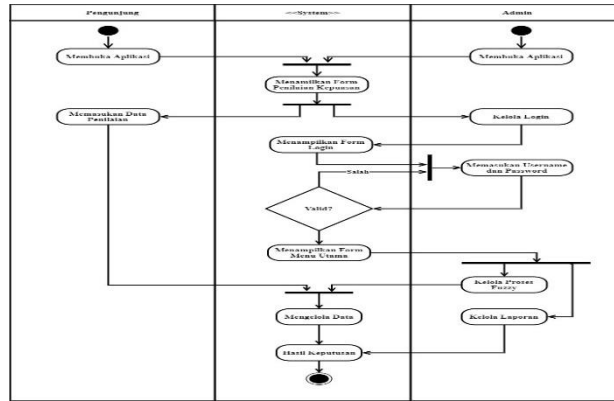 Pengunjung
<<System>>
Admin
Membuka Aplikasi
Membuka Aplikasi
Menamilkan Form
Penilaian Kepuasan
Memasukan Data
Penilaian
Kelola Login
Menampilkan Form
Login
Salah
Memasukan Username
dan Password
Valid?
Menampilkan Form
Menu Utama
Kelola Proses
Fuzzy
Mengelola Data
Kelola Laporan
Hasil Keputusan